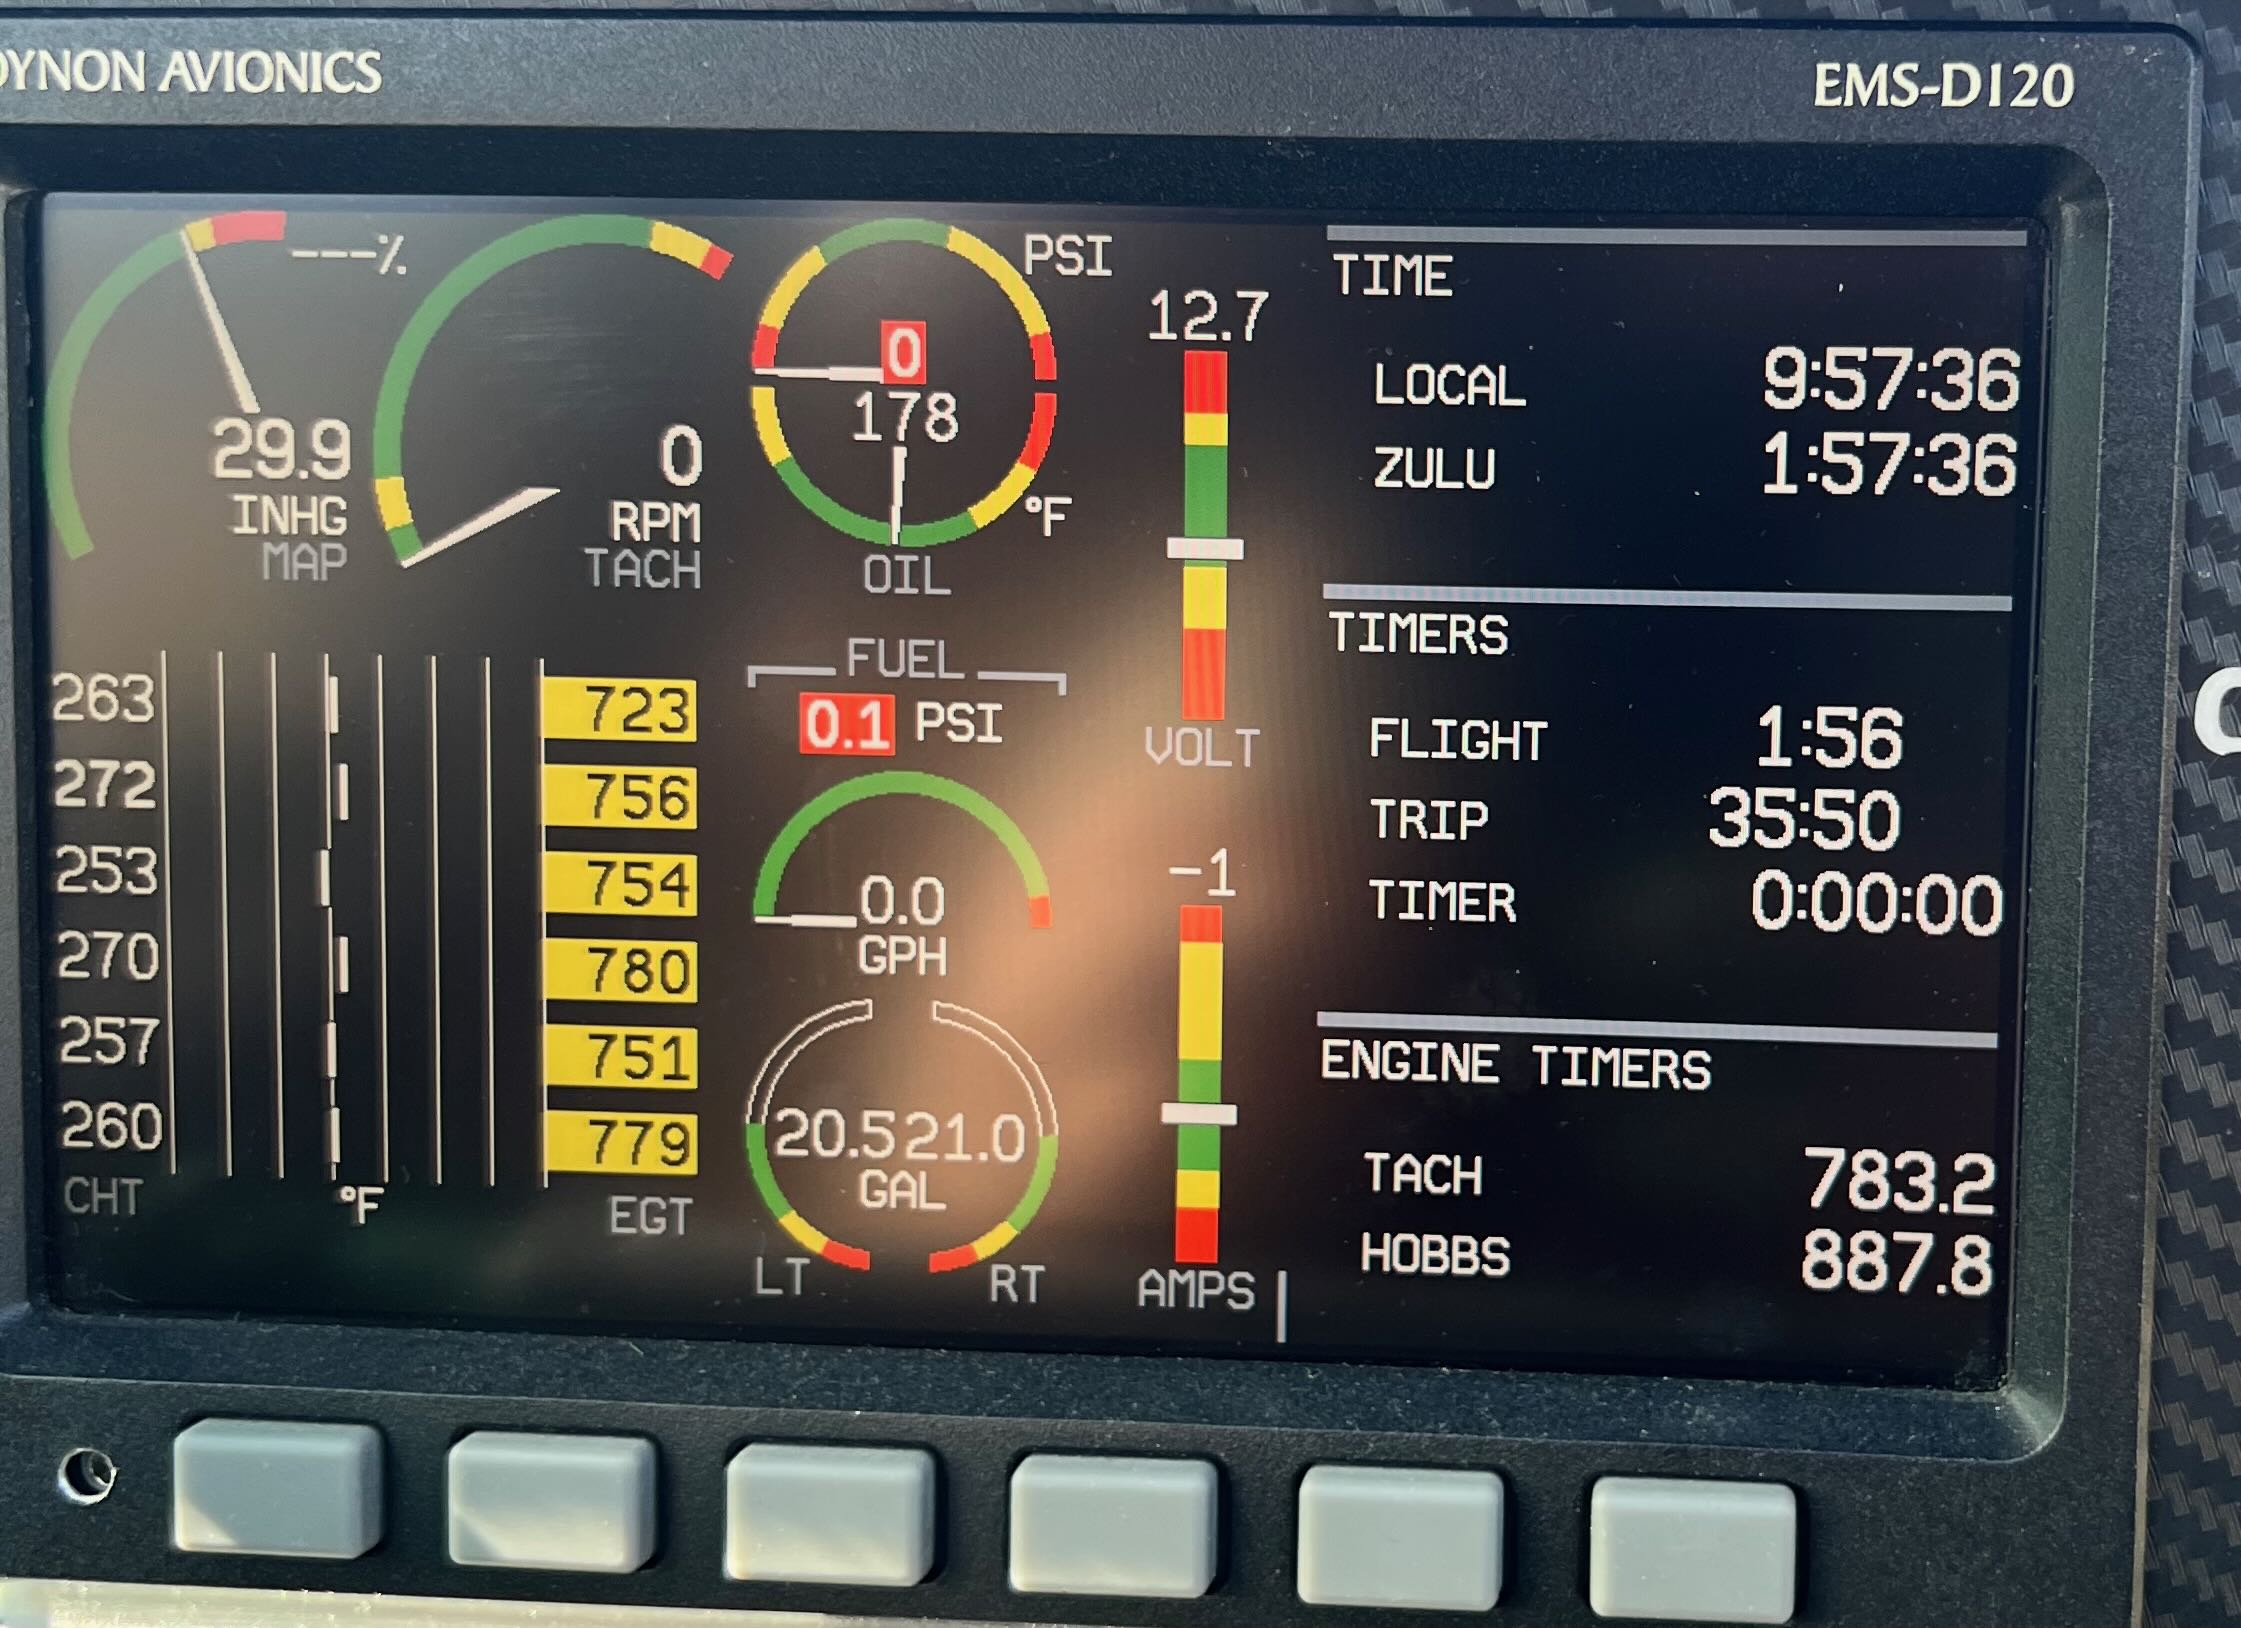 DYNON AVIONICS
EMS-D120
---%
29.9
INHG
MAP
0
RPM
TACH
PSI
0
178
°F
OIL
12.7
VOLT
263
272
253
270
257
260
CHT
°F
723
756
754
780
751
779
EGT
FUEL
0.1 PSI
0.0
GPH
20.5 21.0
GAL
LT
RT
-1
AMPS
TIME
LOCAL 9:57:36
ZULU 1:57:36
TIMERS
FLIGHT 1:56
TRIP 35:50
TIMER 0:00:00
ENGINE TIMERS
TACH 783.2
HOBBS 887.8